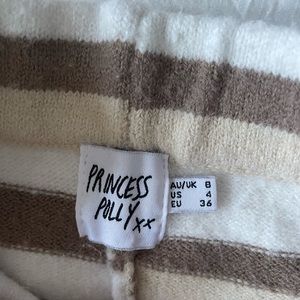 PRINCESS
POLLY xx
AU/UK 8
US 4
EU 36